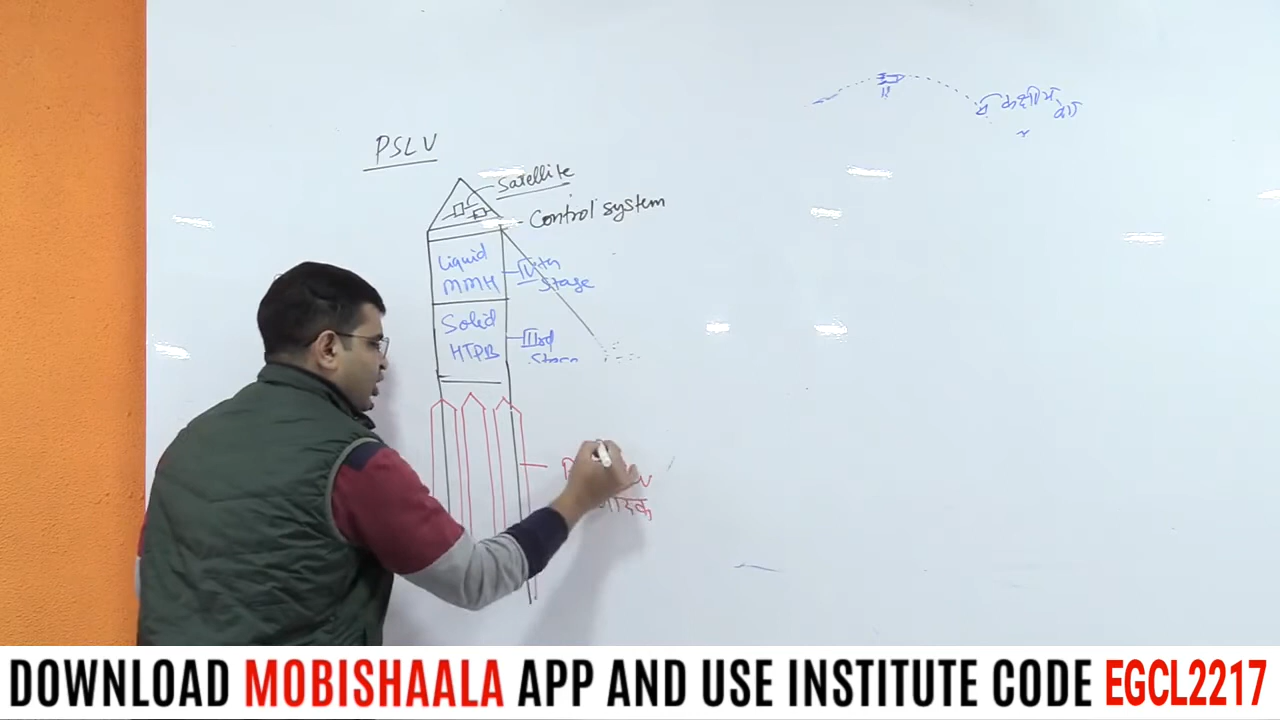 PSLV
Satellite
Control system
Liquid
MMH
IVth
Stage
Solid
HTPB
IIIrd
DOWNLOAD MOBISHAALA APP AND USE INSTITUTE CODE EGCL2217